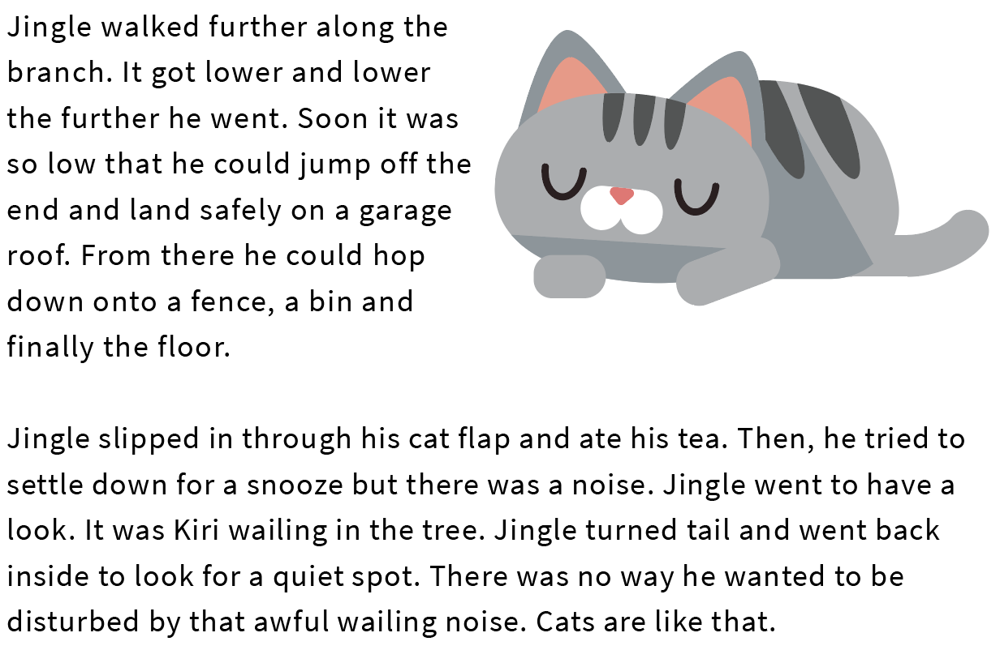 Jingle walked further along the
branch. It got lower and lower
the further he went. Soon it was
so low that he could jump off the
end and land safely on a garage
roof. From there he could hop
down onto a fence, a bin and
finally the floor.
Jingle slipped in through his cat flap and ate his tea. Then, he tried to
settle down for a snooze but there was a noise. Jingle went to have a
look. It was Kiri wailing in the tree. Jingle turned tail and went back
inside to look for a quiet spot. There was no way he wanted to be
disturbed by that awful wailing noise. Cats are like that.